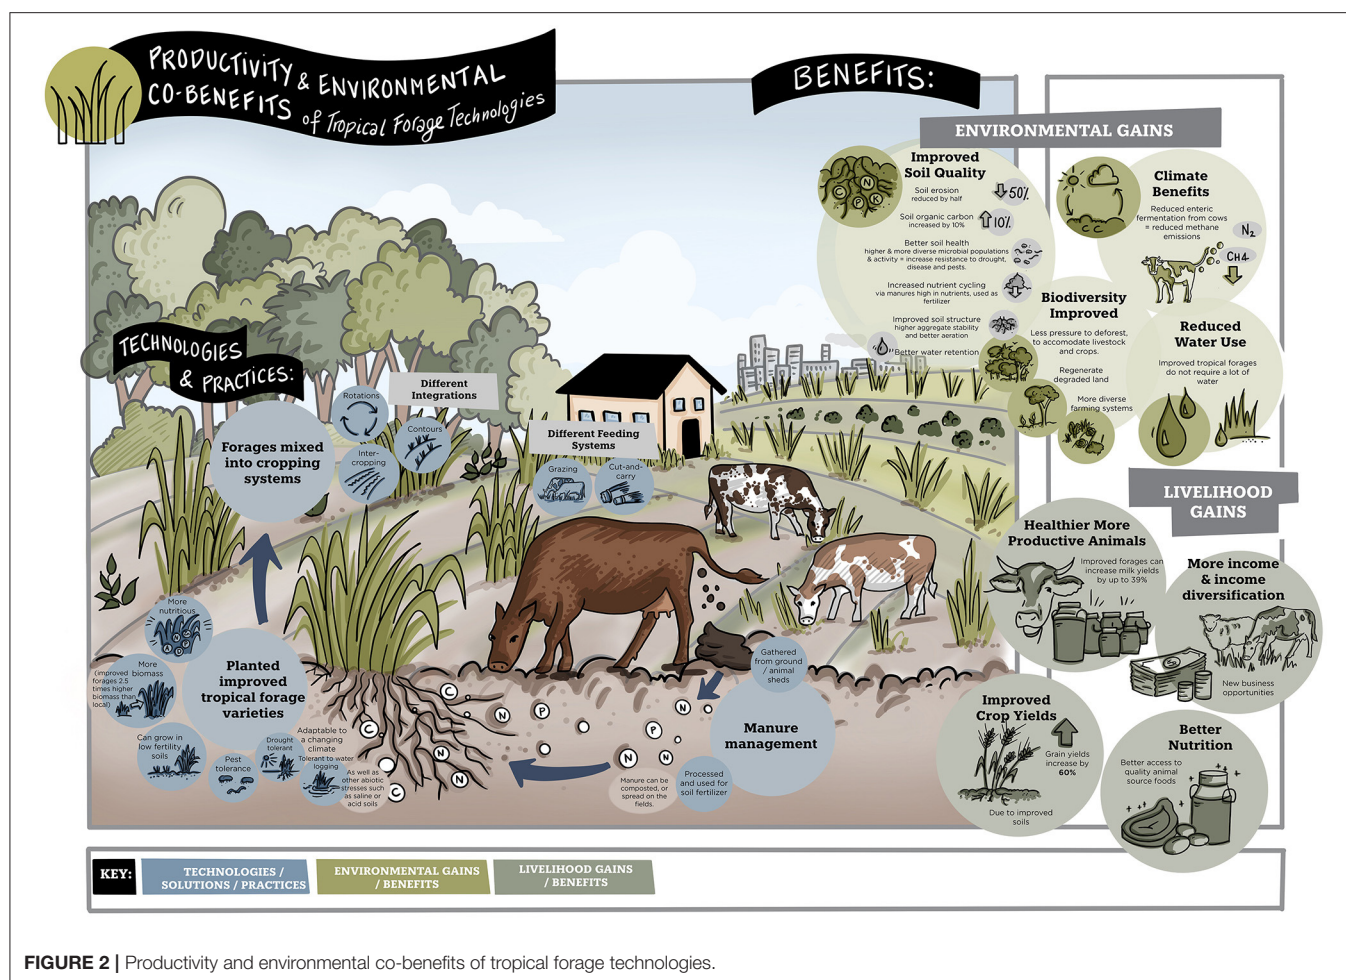 PRODUCTIVITY & ENVIRONMENTAL
CO-BENEFITS of Tropical Forage Technologies
BENEFITS:
ENVIRONMENTAL GAINS
Improved
Soil Quality
Soil erosion
reduced by half
50%
Soil organic carbon
increased by 10%
10%
Better soil health
higher & more diverse microbial populations
& activity = increase resistance to drought,
disease and pests.
Increased nutrient cycling
via manures high in nutrients, used as
fertilizer
Improved soil structure
higher aggregate stability
and better aeration
Better water retention
C
N
P
K
Climate
Benefits
Reduced enteric
fermentation from cows
= reduced methane
emissions
N2
CH4
C C
Biodiversity
Improved
Less pressure to deforest,
to accomodate livestock
and crops.
Regenerate
degraded land
More diverse
farming systems
Reduced
Water Use
Improved tropical forages
do not require a lot of
water
LIVELIHOOD
GAINS
Healthier More
Productive Animals
Improved forages can
increase milk yields
by up to 39%
More income
& income
diversification
New business
opportunities
Improved
Crop Yields
Grain yields
increase by
60%
Due to improved
soils
Better
Nutrition
Better access to
quality animal
source foods
TECHNOLOGIES
& PRACTICES:
Forages mixed
into cropping
systems
Different
Integrations
Rotations
Contours
Inter-
cropping
Different Feeding
Systems
Grazing
Cut-and-
carry
More
nutritious
Planted
improved
tropical forage
varieties
More
biomass
(improved
forages 2.5
times higher
biomass than
local)
Can grow in
low fertility
soils
Pest
tolerance
Drought
tolerant
Adaptable to
a changing
climate
Tolerant to water
logging
As well as
other abiotic
stresses such
as saline or
acid soils
Gathered
from ground
/ animal
sheds
Manure
management
Processed
and used for
soil fertilizer
Manure can be
composted, or
spread on the
fields.
C
N
P
N
C
P
N
N
N
C
KEY:
TECHNOLOGIES /
SOLUTIONS / PRACTICES
ENVIRONMENTAL GAINS
/ BENEFITS
LIVELIHOOD GAINS
/ BENEFITS
FIGURE 2 | Productivity and environmental co-benefits of tropical forage technologies.